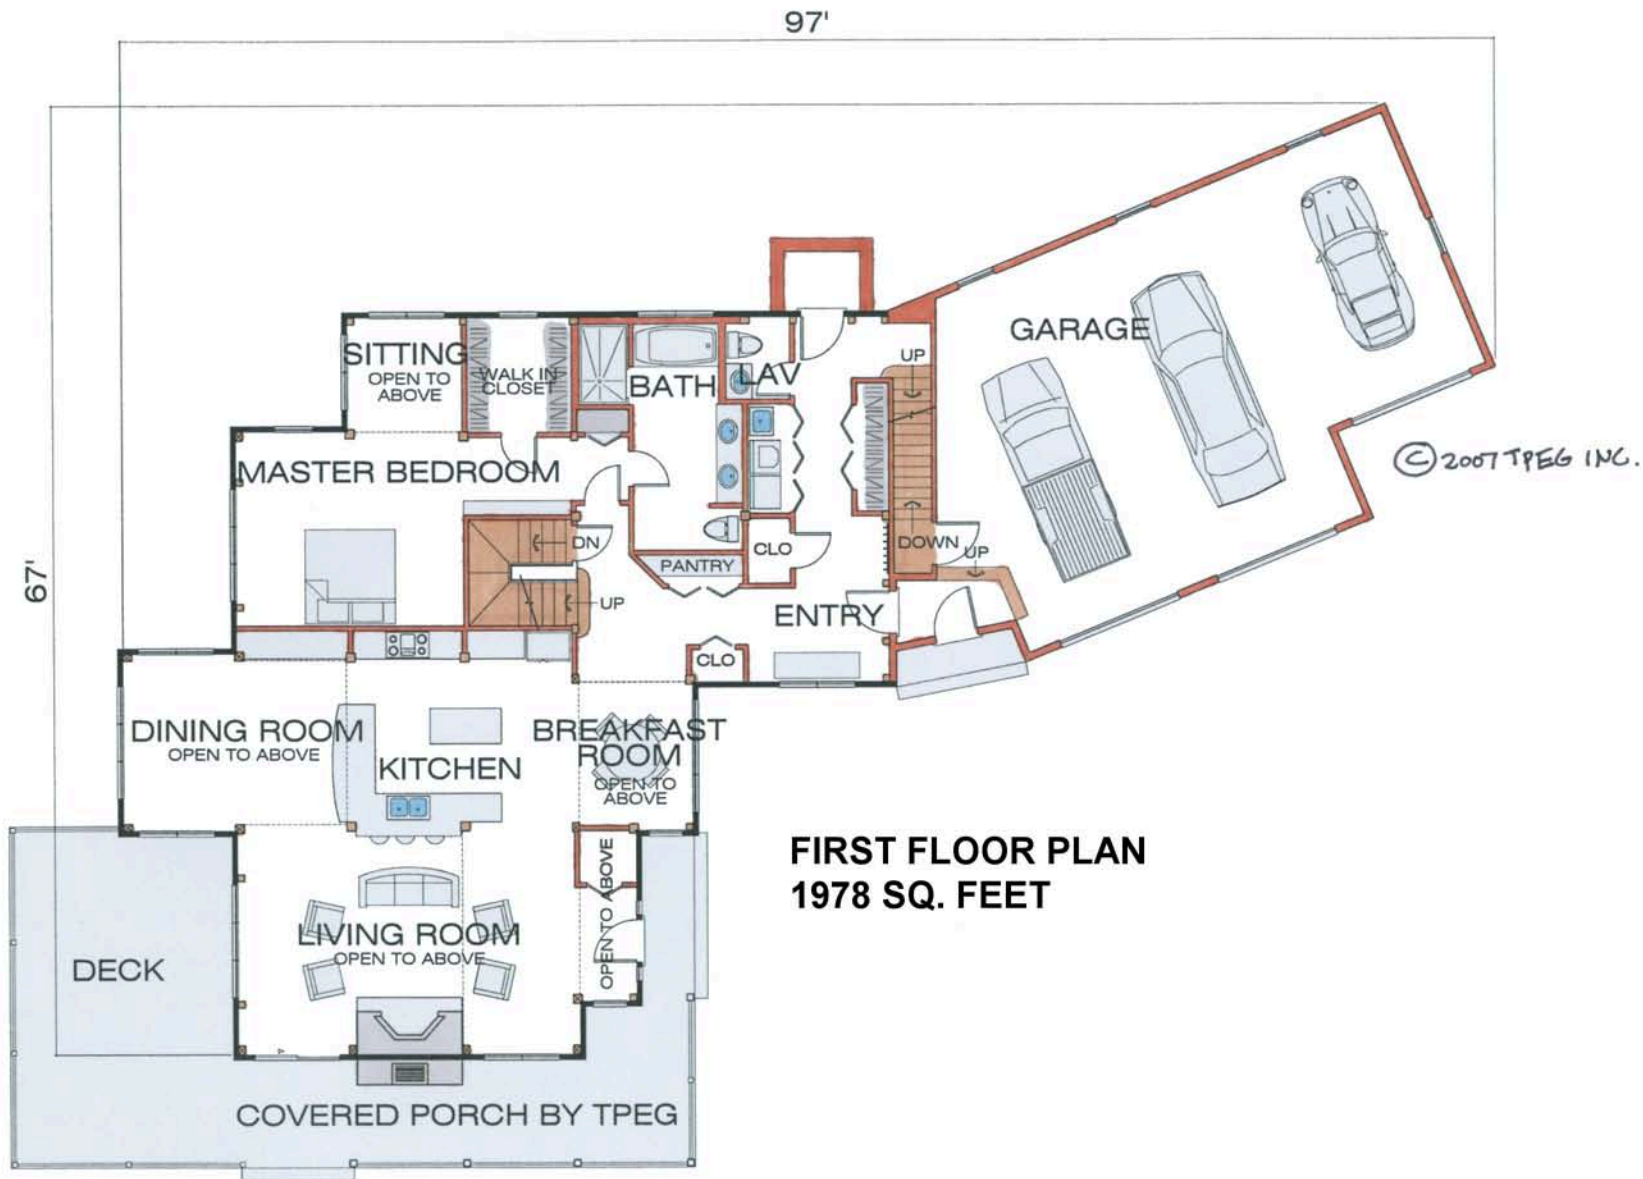 97'
67'
GARAGE
SITTING
OPEN TO
ABOVE
WALK IN
CLOSET
BATH
LAV
UP
© 2007 TPEG INC.
MASTER BEDROOM
DN
CLO
DOWN
UP
PANTRY
UP
ENTRY
CLO
DINING ROOM
OPEN TO ABOVE
KITCHEN
BREAKFAST
ROOM
OPEN TO
ABOVE
FIRST FLOOR PLAN
1978 SQ. FEET
OPEN TO ABOVE
LIVING ROOM
OPEN TO ABOVE
DECK
COVERED PORCH BY TPEG